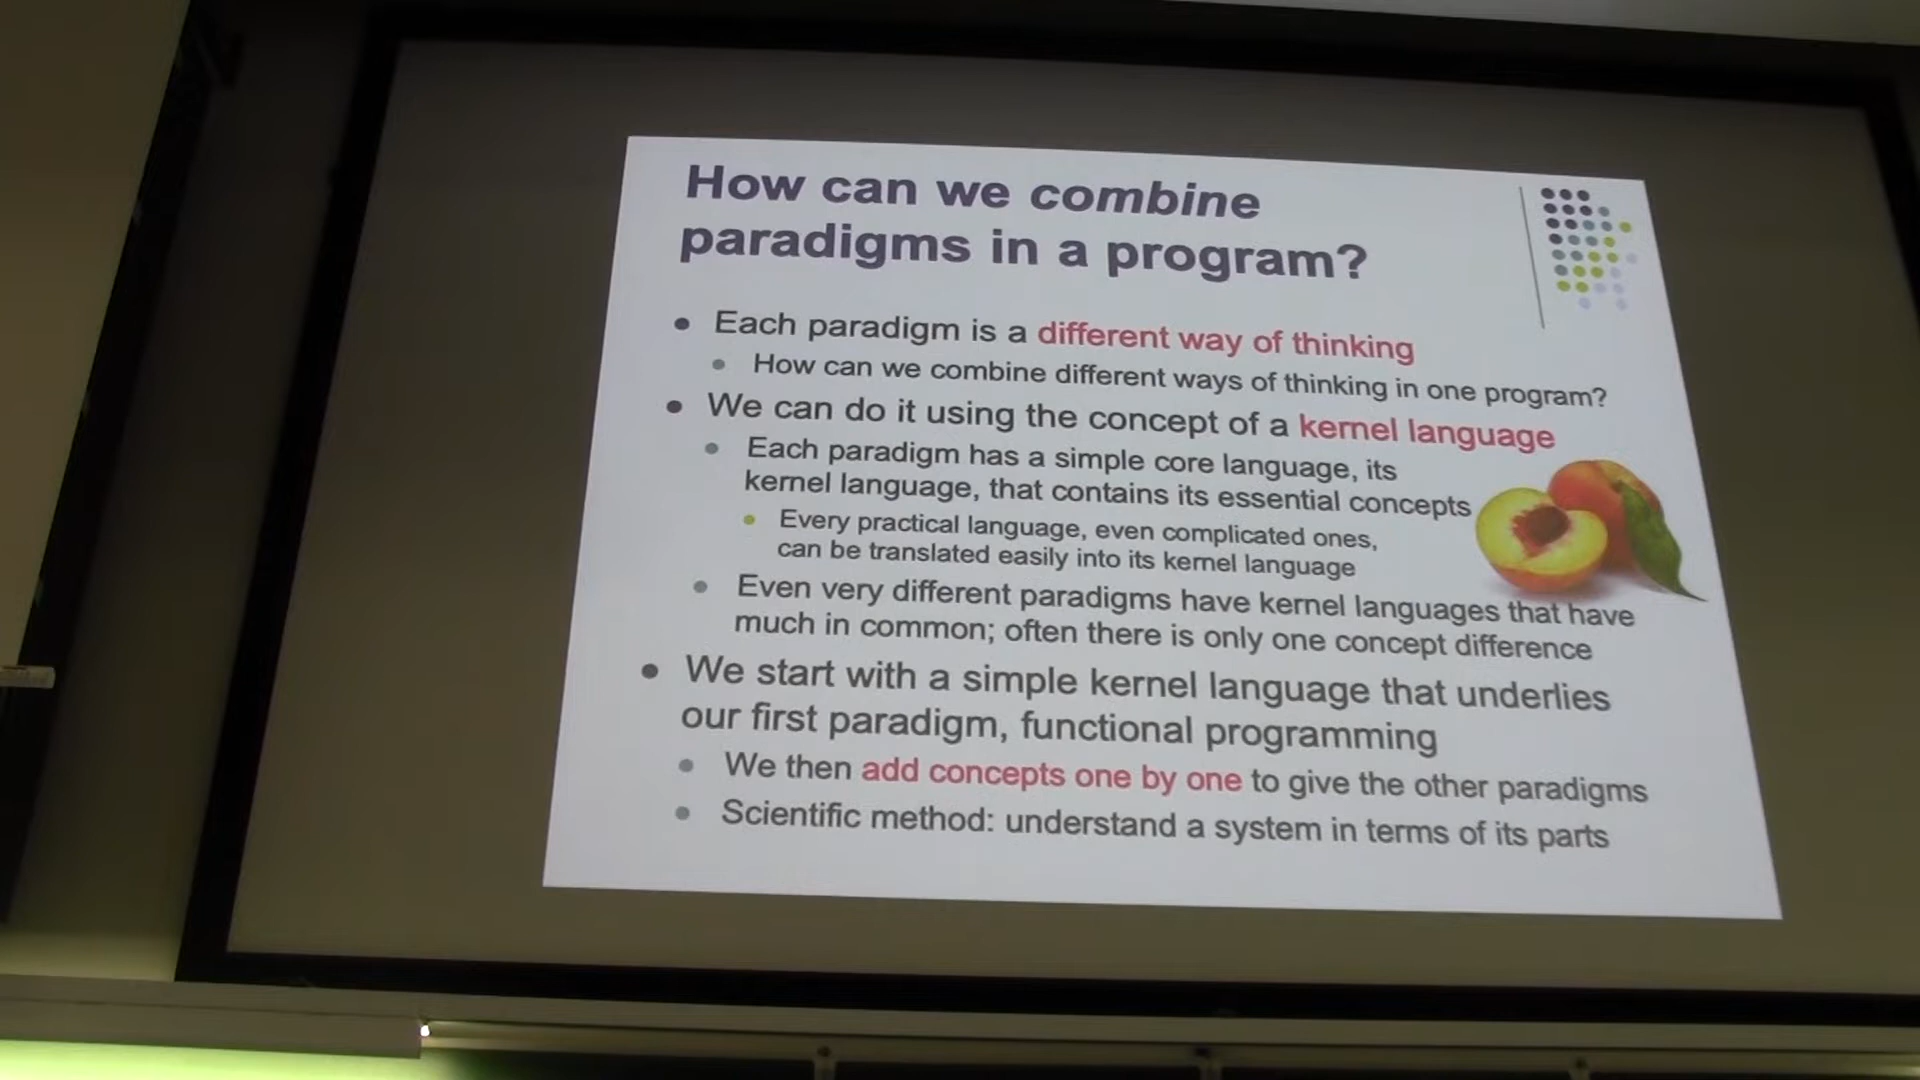 How can we combine
paradigms in a program?
Each paradigm is a different way of thinking
How can we combine different ways of thinking in one program?
We can do it using the concept of a kernel language
Each paradigm has a simple core language, its
kernel language, that contains its essential concepts
Every practical language, even complicated ones,
can be translated easily into its kernel language
Even very different paradigms have kernel languages that have
much in common; often there is only one concept difference
We start with a simple kernel language that underlies
our first paradigm, functional programming
We then add concepts one by one to give the other paradigms
Scientific method: understand a system in terms of its parts